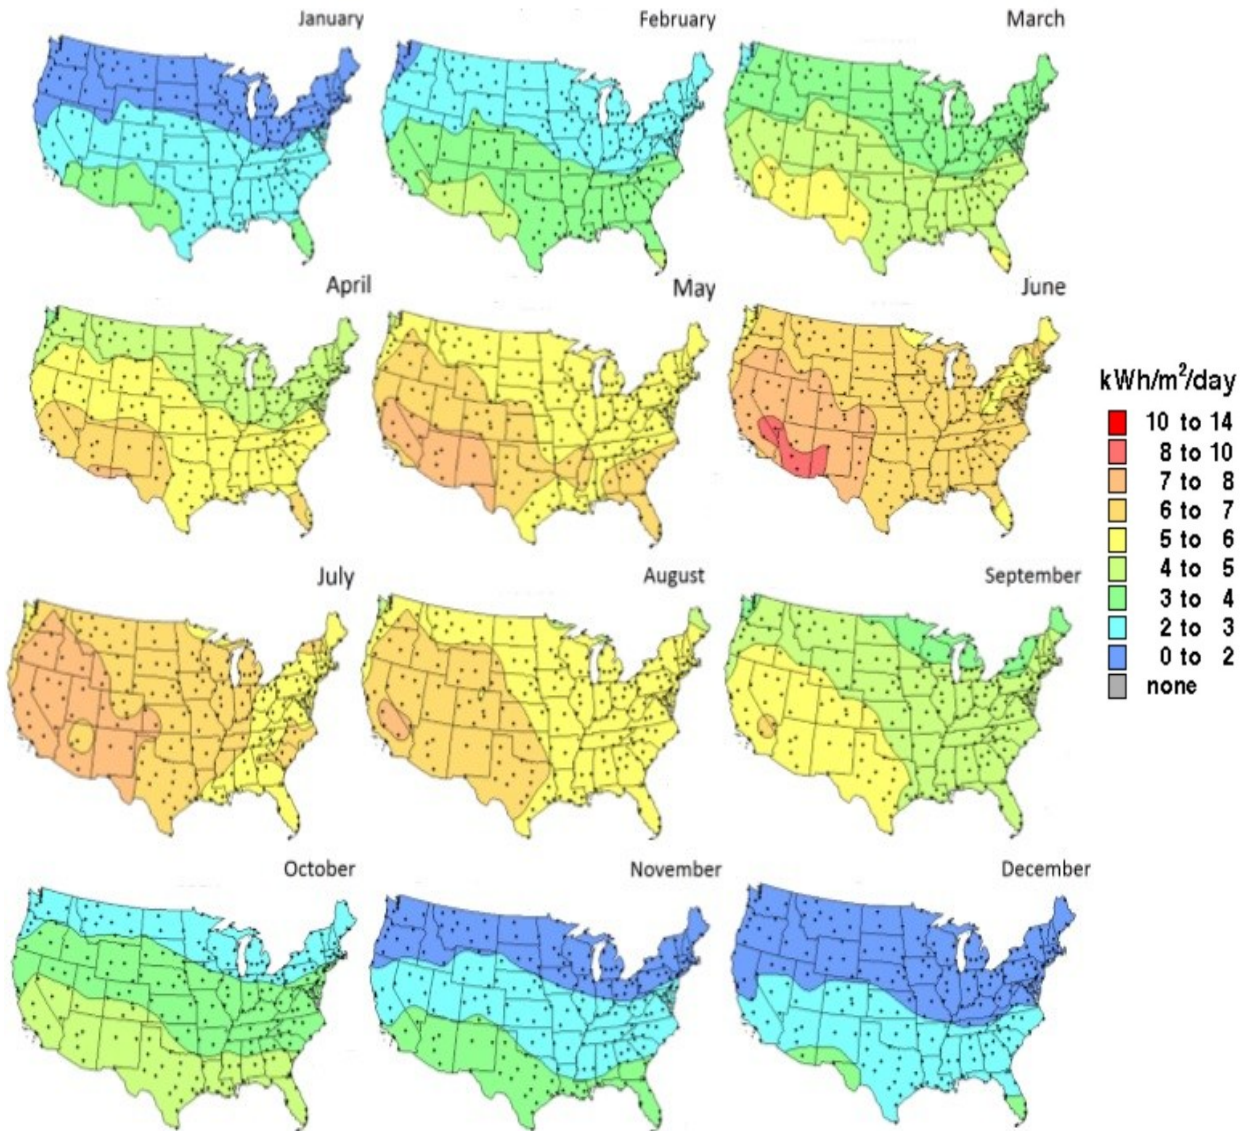 January
February
March
April
May
June
July
August
September
October
November
December
kWh/m²/day
10 to 14
8 to 10
7 to 8
6 to 7
5 to 6
4 to 5
3 to 4
2 to 3
0 to 2
none